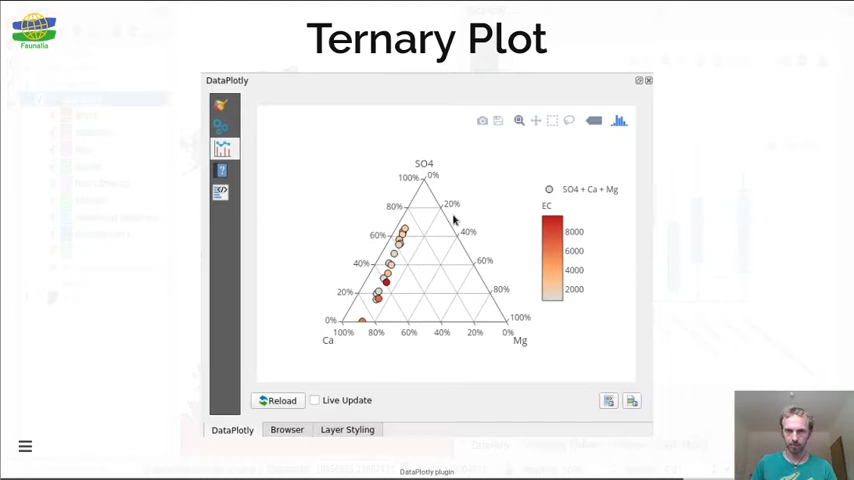 Faunalia
Ternary Plot
DataPlotly
SO4
100% 0%
80% 20%
60% 40%
40% 60%
20% 80%
0% 100%
100% 80% 60% 40% 20% 0%
Ca Mg
SO4 + Ca + Mg
EC
8000
6000
4000
2000
Reload Live Update
DataPlotly Browser Layer Styling
DataPlotly plugin